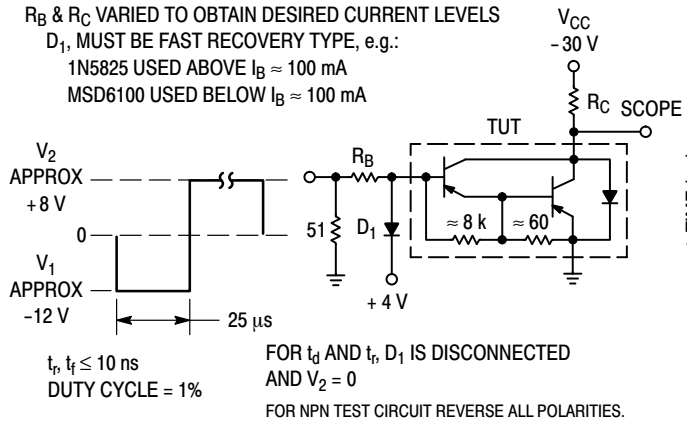 R_B & R_C VARIED TO OBTAIN DESIRED CURRENT LEVELS
D_1, MUST BE FAST RECOVERY TYPE, e.g.:
1N5825 USED ABOVE I_B ≈ 100 mA
MSD6100 USED BELOW I_B ≈ 100 mA
V_CC
−30 V
R_C
SCOPE
TUT
R_B
V_2
APPROX
+8 V
0
51
D_1
≈ 8 k
≈ 60
V_1
APPROX
−12 V
+ 4 V
25 μs
t_r, t_f ≤ 10 ns
DUTY CYCLE = 1%
FOR t_d AND t_r, D_1 IS DISCONNECTED
AND V_2 = 0
FOR NPN TEST CIRCUIT REVERSE ALL POLARITIES.